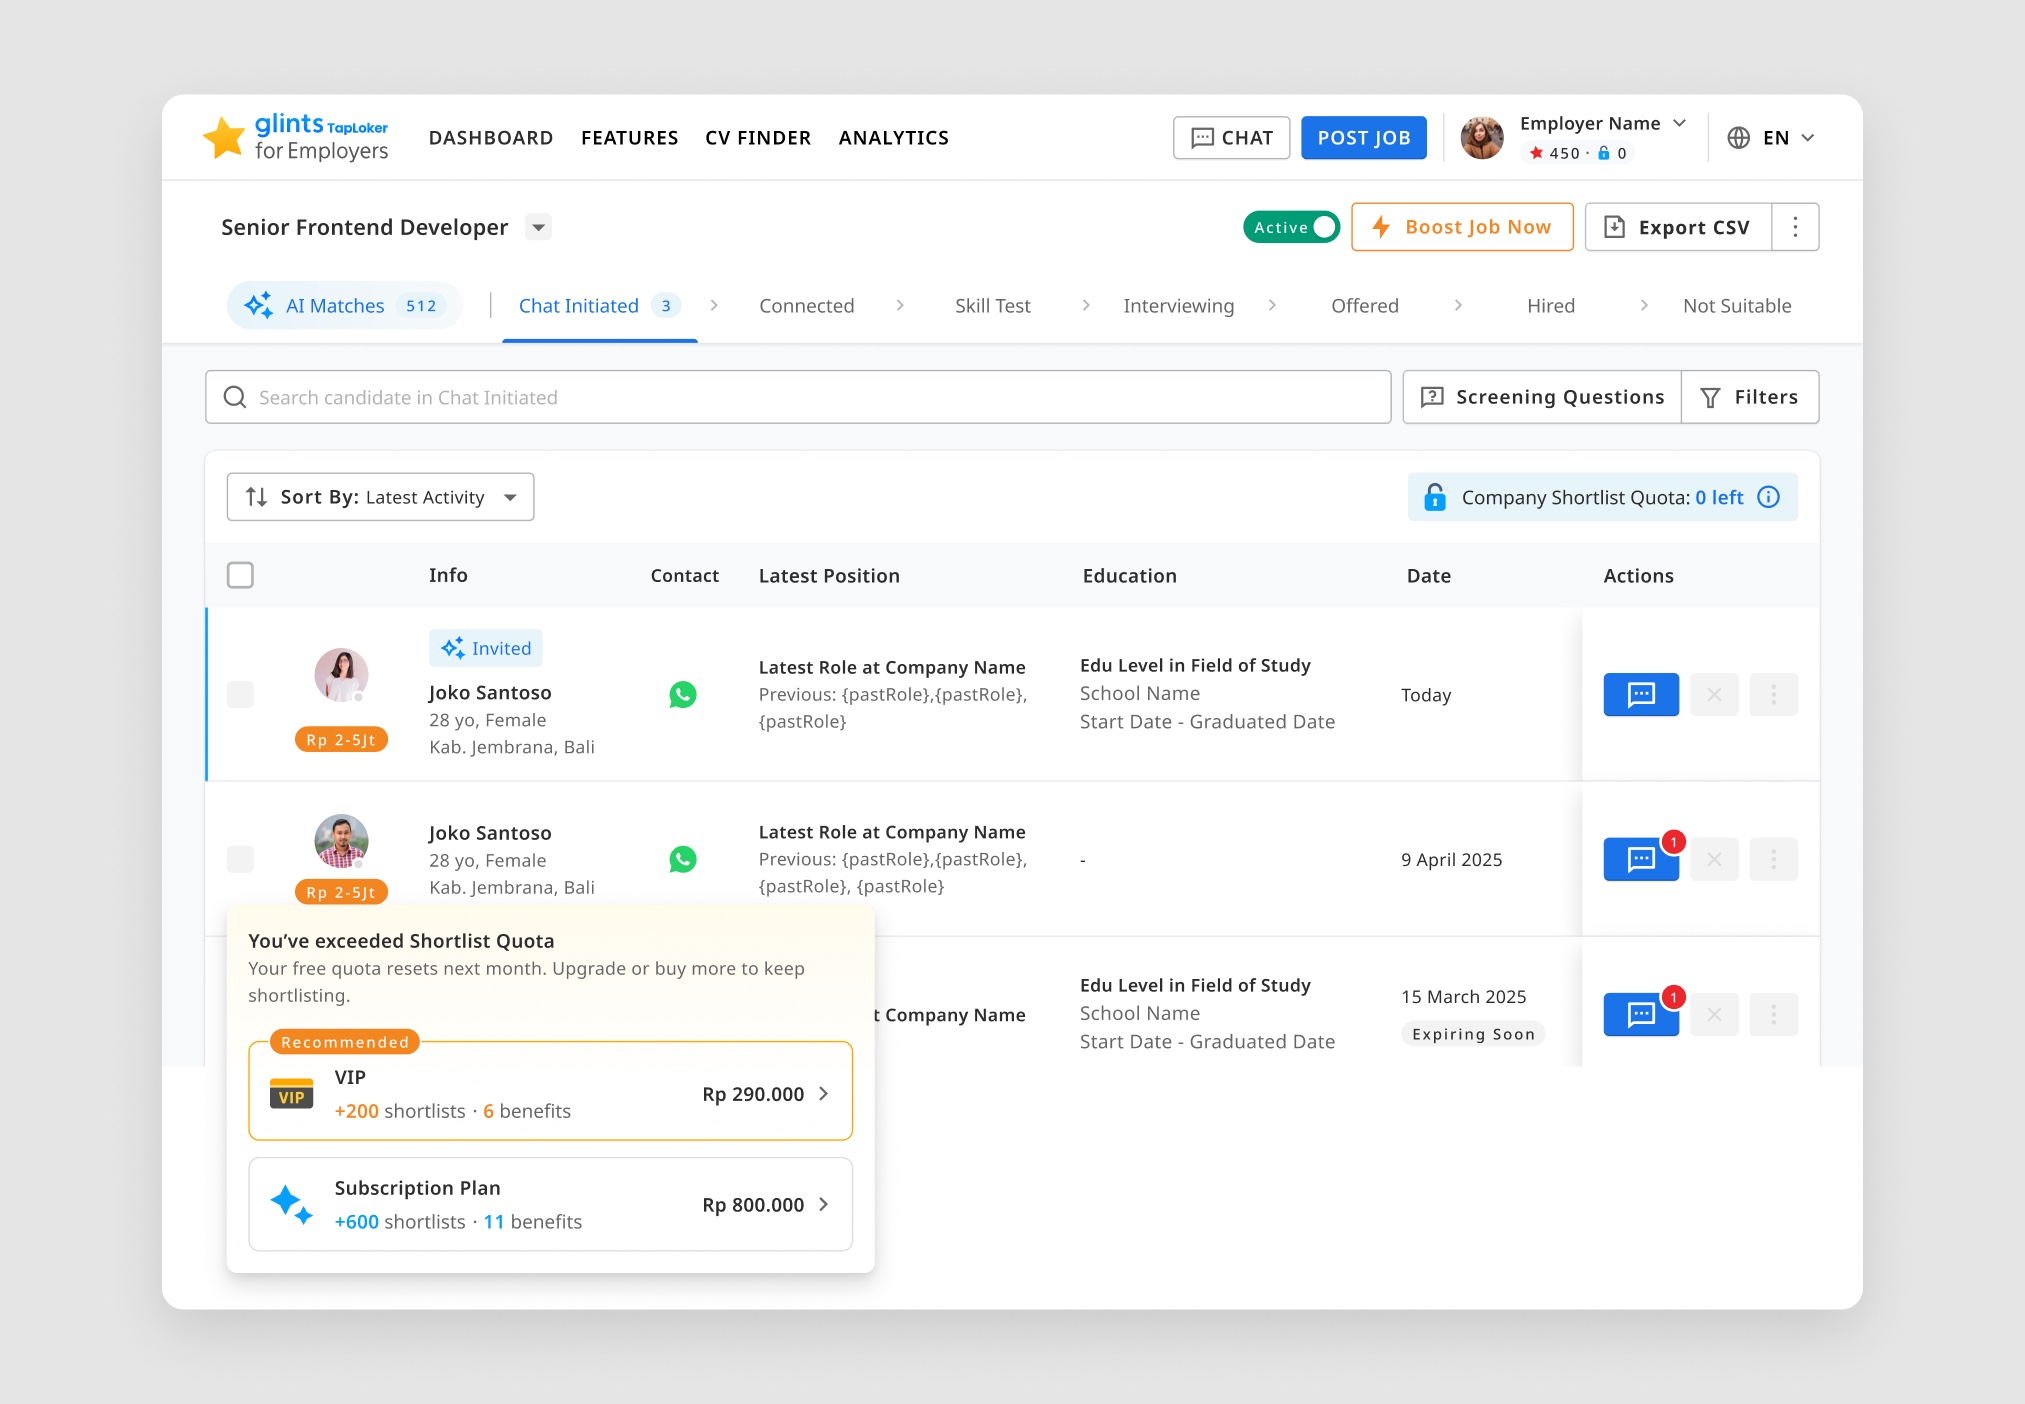 glints TapLoker
for Employers
DASHBOARD
FEATURES
CV FINDER
ANALYTICS
CHAT
POST JOB
Employer Name
450 · 0
EN
Senior Frontend Developer
Active
Boost Job Now
Export CSV
AI Matches 512
Chat Initiated 3
Connected
Skill Test
Interviewing
Offered
Hired
Not Suitable
Search candidate in Chat Initiated
Screening Questions
Filters
Sort By: Latest Activity
Company Shortlist Quota: 0 left
Info
Contact
Latest Position
Education
Date
Actions
Invited
Joko Santoso
28 yo, Female
Kab. Jembrana, Bali
Rp 2-5Jt
Latest Role at Company Name
Previous: {pastRole},{pastRole},
{pastRole}
Edu Level in Field of Study
School Name
Start Date - Graduated Date
Today
Joko Santoso
28 yo, Female
Kab. Jembrana, Bali
Rp 2-5Jt
Latest Role at Company Name
Previous: {pastRole},{pastRole},
{pastRole}, {pastRole}
-
9 April 2025
1
t Company Name
Edu Level in Field of Study
School Name
Start Date - Graduated Date
15 March 2025
Expiring Soon
1
You’ve exceeded Shortlist Quota
Your free quota resets next month. Upgrade or buy more to keep
shortlisting.
Recommended
VIP
VIP
+200 shortlists · 6 benefits
Rp 290.000
Subscription Plan
+600 shortlists · 11 benefits
Rp 800.000